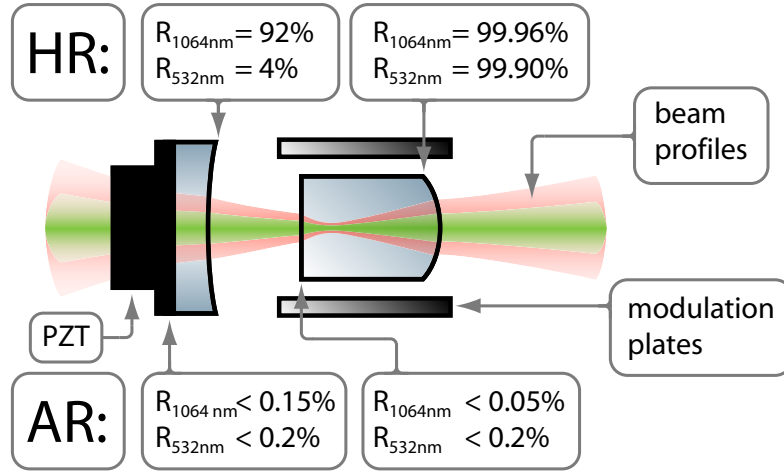 HR:
R1064nm = 92%
R532nm = 4%
R1064nm = 99.96%
R532nm = 99.90%
beam
profiles
PZT
modulation
plates
AR:
R1064 nm < 0.15%
R532nm < 0.2%
R1064nm < 0.05%
R532nm < 0.2%